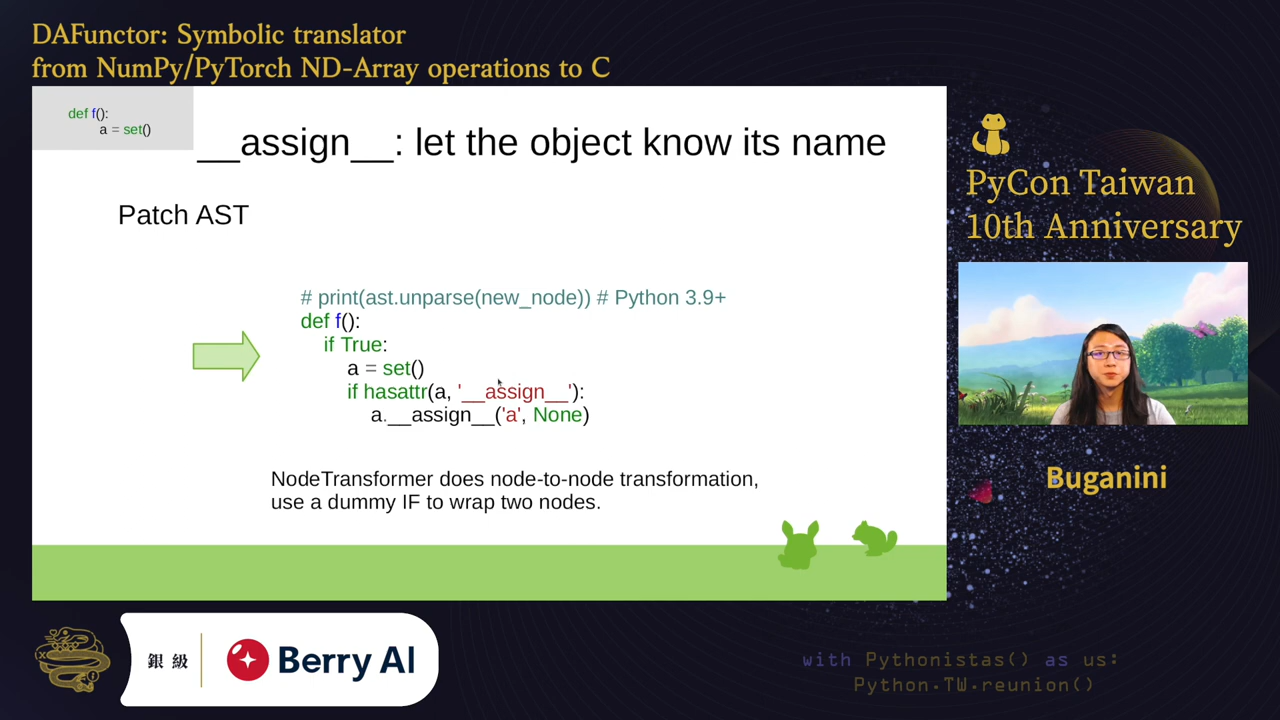 DAFunctor: Symbolic translator
from NumPy/PyTorch ND-Array operations to C
def f():
a = set()
__assign__: let the object know its name
Patch AST
# print(ast.unparse(new_node)) # Python 3.9+
def f():
if True:
a = set()
if hasattr(a, '__assign__'):
a.__assign__('a', None)
NodeTransformer does node-to-node transformation,
use a dummy IF to wrap two nodes.
PyCon Taiwan
10th Anniversary
Buganini
銀級
Berry AI
with Pythonistas() as us:
Python.TW.reunion()